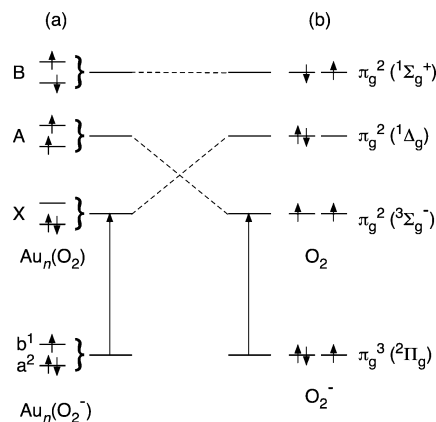 (a) (b)
B } πg² (¹Σg⁺)
A } πg² (¹Δg)
X } πg² (³Σg⁻)
Auₙ(O₂) O₂
b¹
a² } πg³ (²Πg)
Auₙ(O₂⁻) O₂⁻